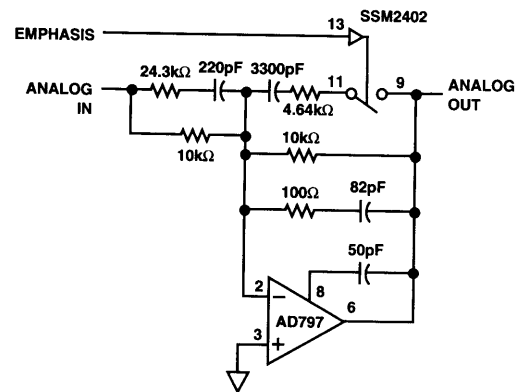 SSM2402
EMPHASIS
13
24.3kΩ
220pF
3300pF
11
9
ANALOG
IN
ANALOG
OUT
4.64kΩ
10kΩ
10kΩ
100Ω
82pF
50pF
2
−
8
6
AD797
3
+